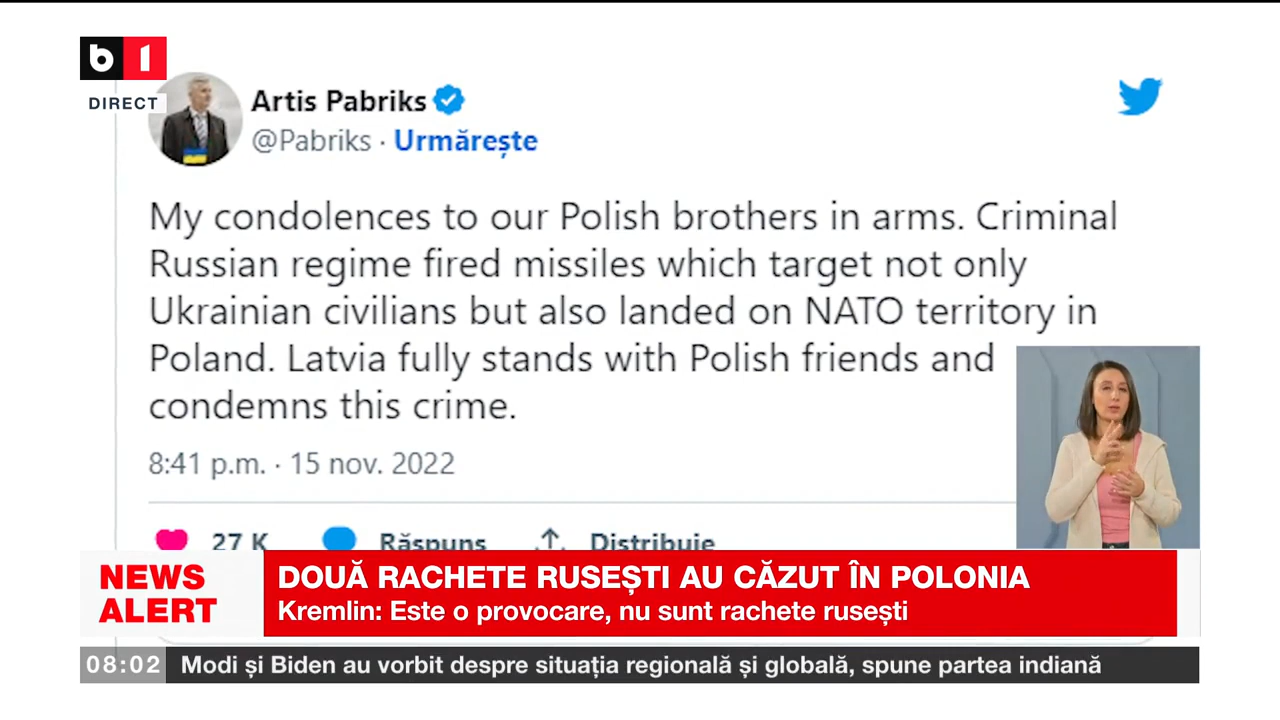 b1
DIRECT
Artis Pabriks
@Pabriks · Urmărește
My condolences to our Polish brothers in arms. Criminal
Russian regime fired missiles which target not only
Ukrainian civilians but also landed on NATO territory in
Poland. Latvia fully stands with Polish friends and
condemns this crime.
8:41 p.m. · 15 nov. 2022
27 K Răspuns Distribuie
NEWS
ALERT
DOUĂ RACHETE RUSEȘTI AU CĂZUT ÎN POLONIA
Kremlin: Este o provocare, nu sunt rachete rusești
08:02 Modi și Biden au vorbit despre situația regională și globală, spune partea indiană